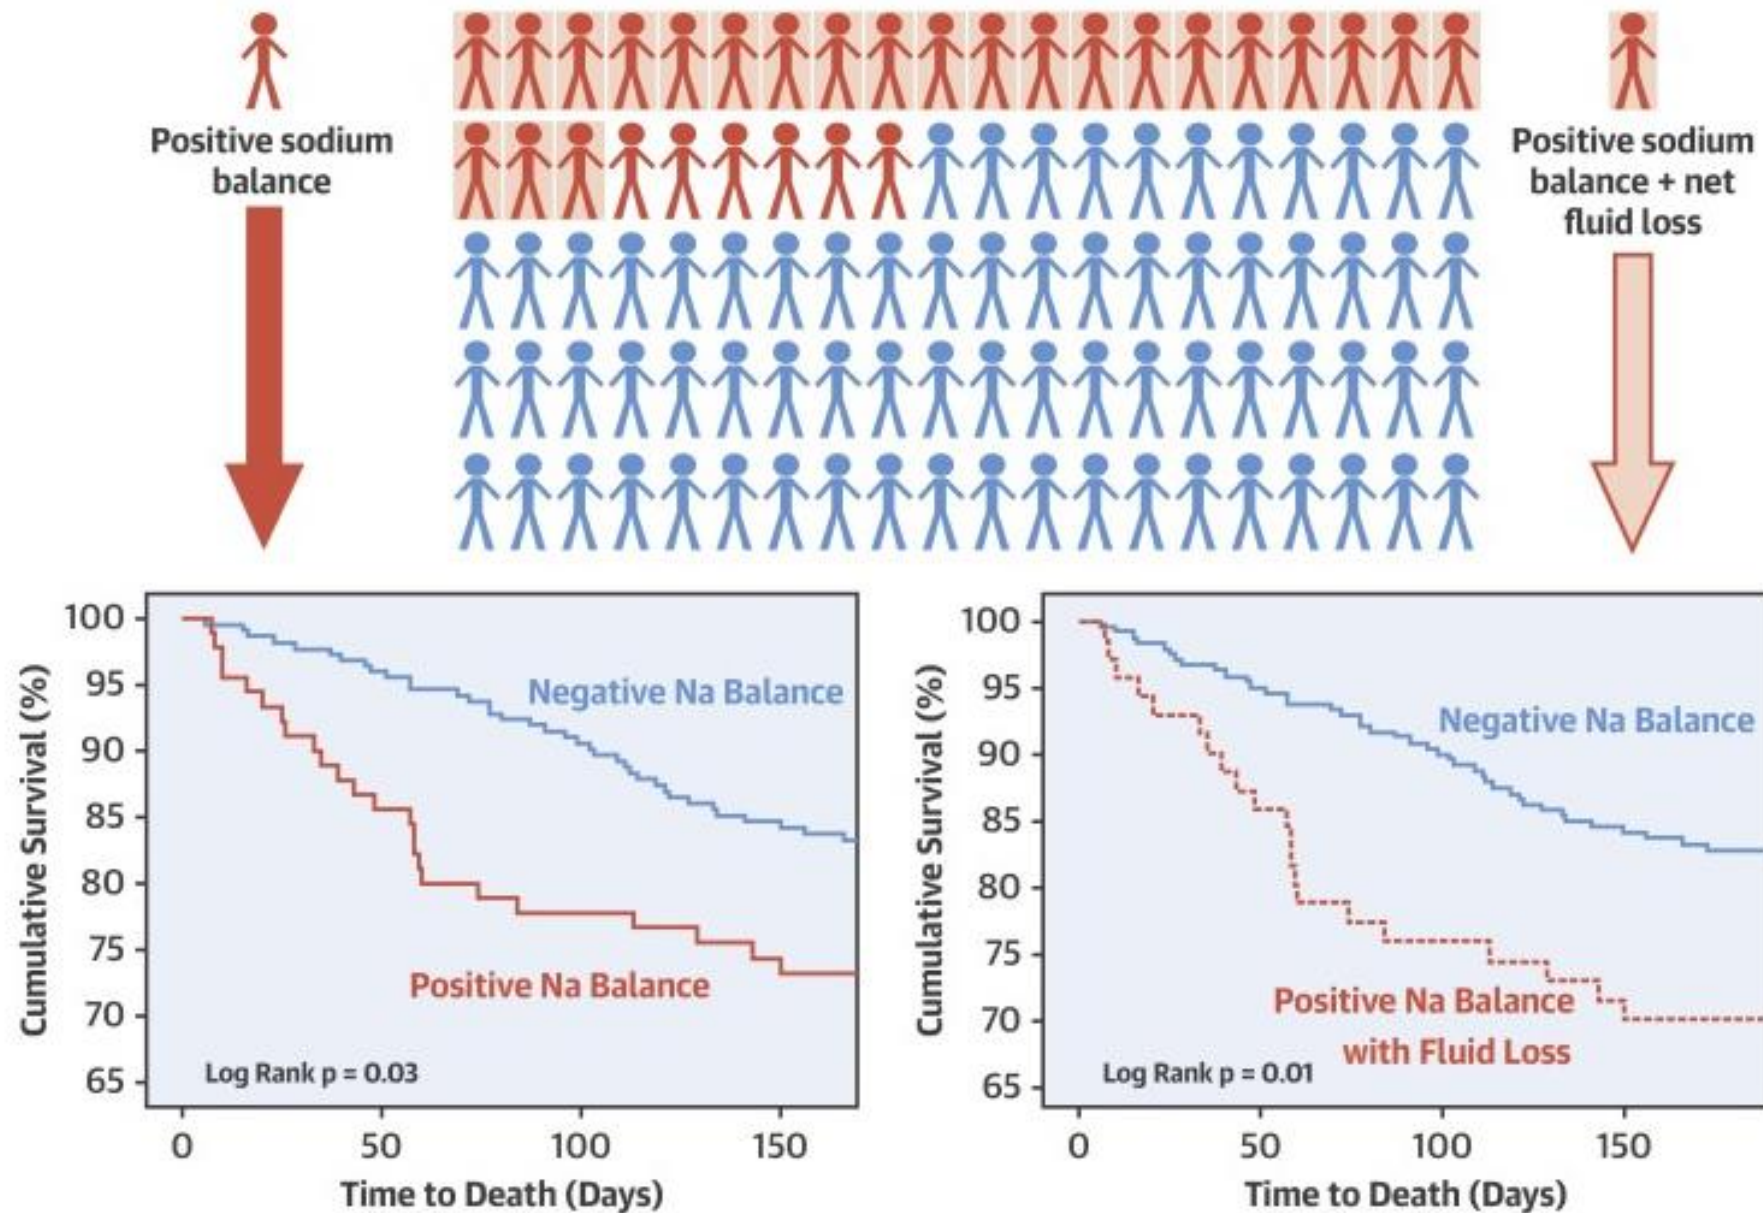 Positive sodium
balance
Positive sodium
balance + net
fluid loss
Cumulative Survival (%)
100
95
90
85
80
75
70
65
Negative Na Balance
Positive Na Balance
Log Rank p = 0.03
0 50 100 150
Time to Death (Days)
Cumulative Survival (%)
100
95
90
85
80
75
70
65
Negative Na Balance
Positive Na Balance
with Fluid Loss
Log Rank p = 0.01
0 50 100 150
Time to Death (Days)